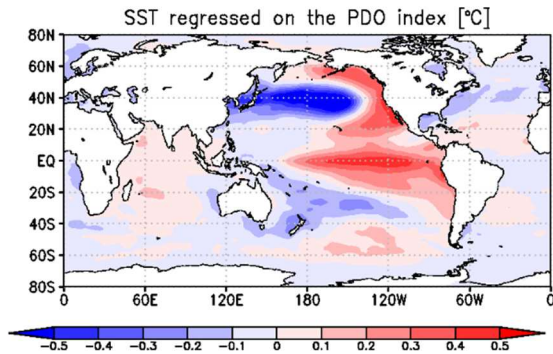 SST regressed on the PDO index [°C]
80N
60N
40N
20N
EQ
20S
40S
60S
80S
0 60E 120E 180 120W 60W 0
-0.5 -0.4 -0.3 -0.2 -0.1 0 0.1 0.2 0.3 0.4 0.5